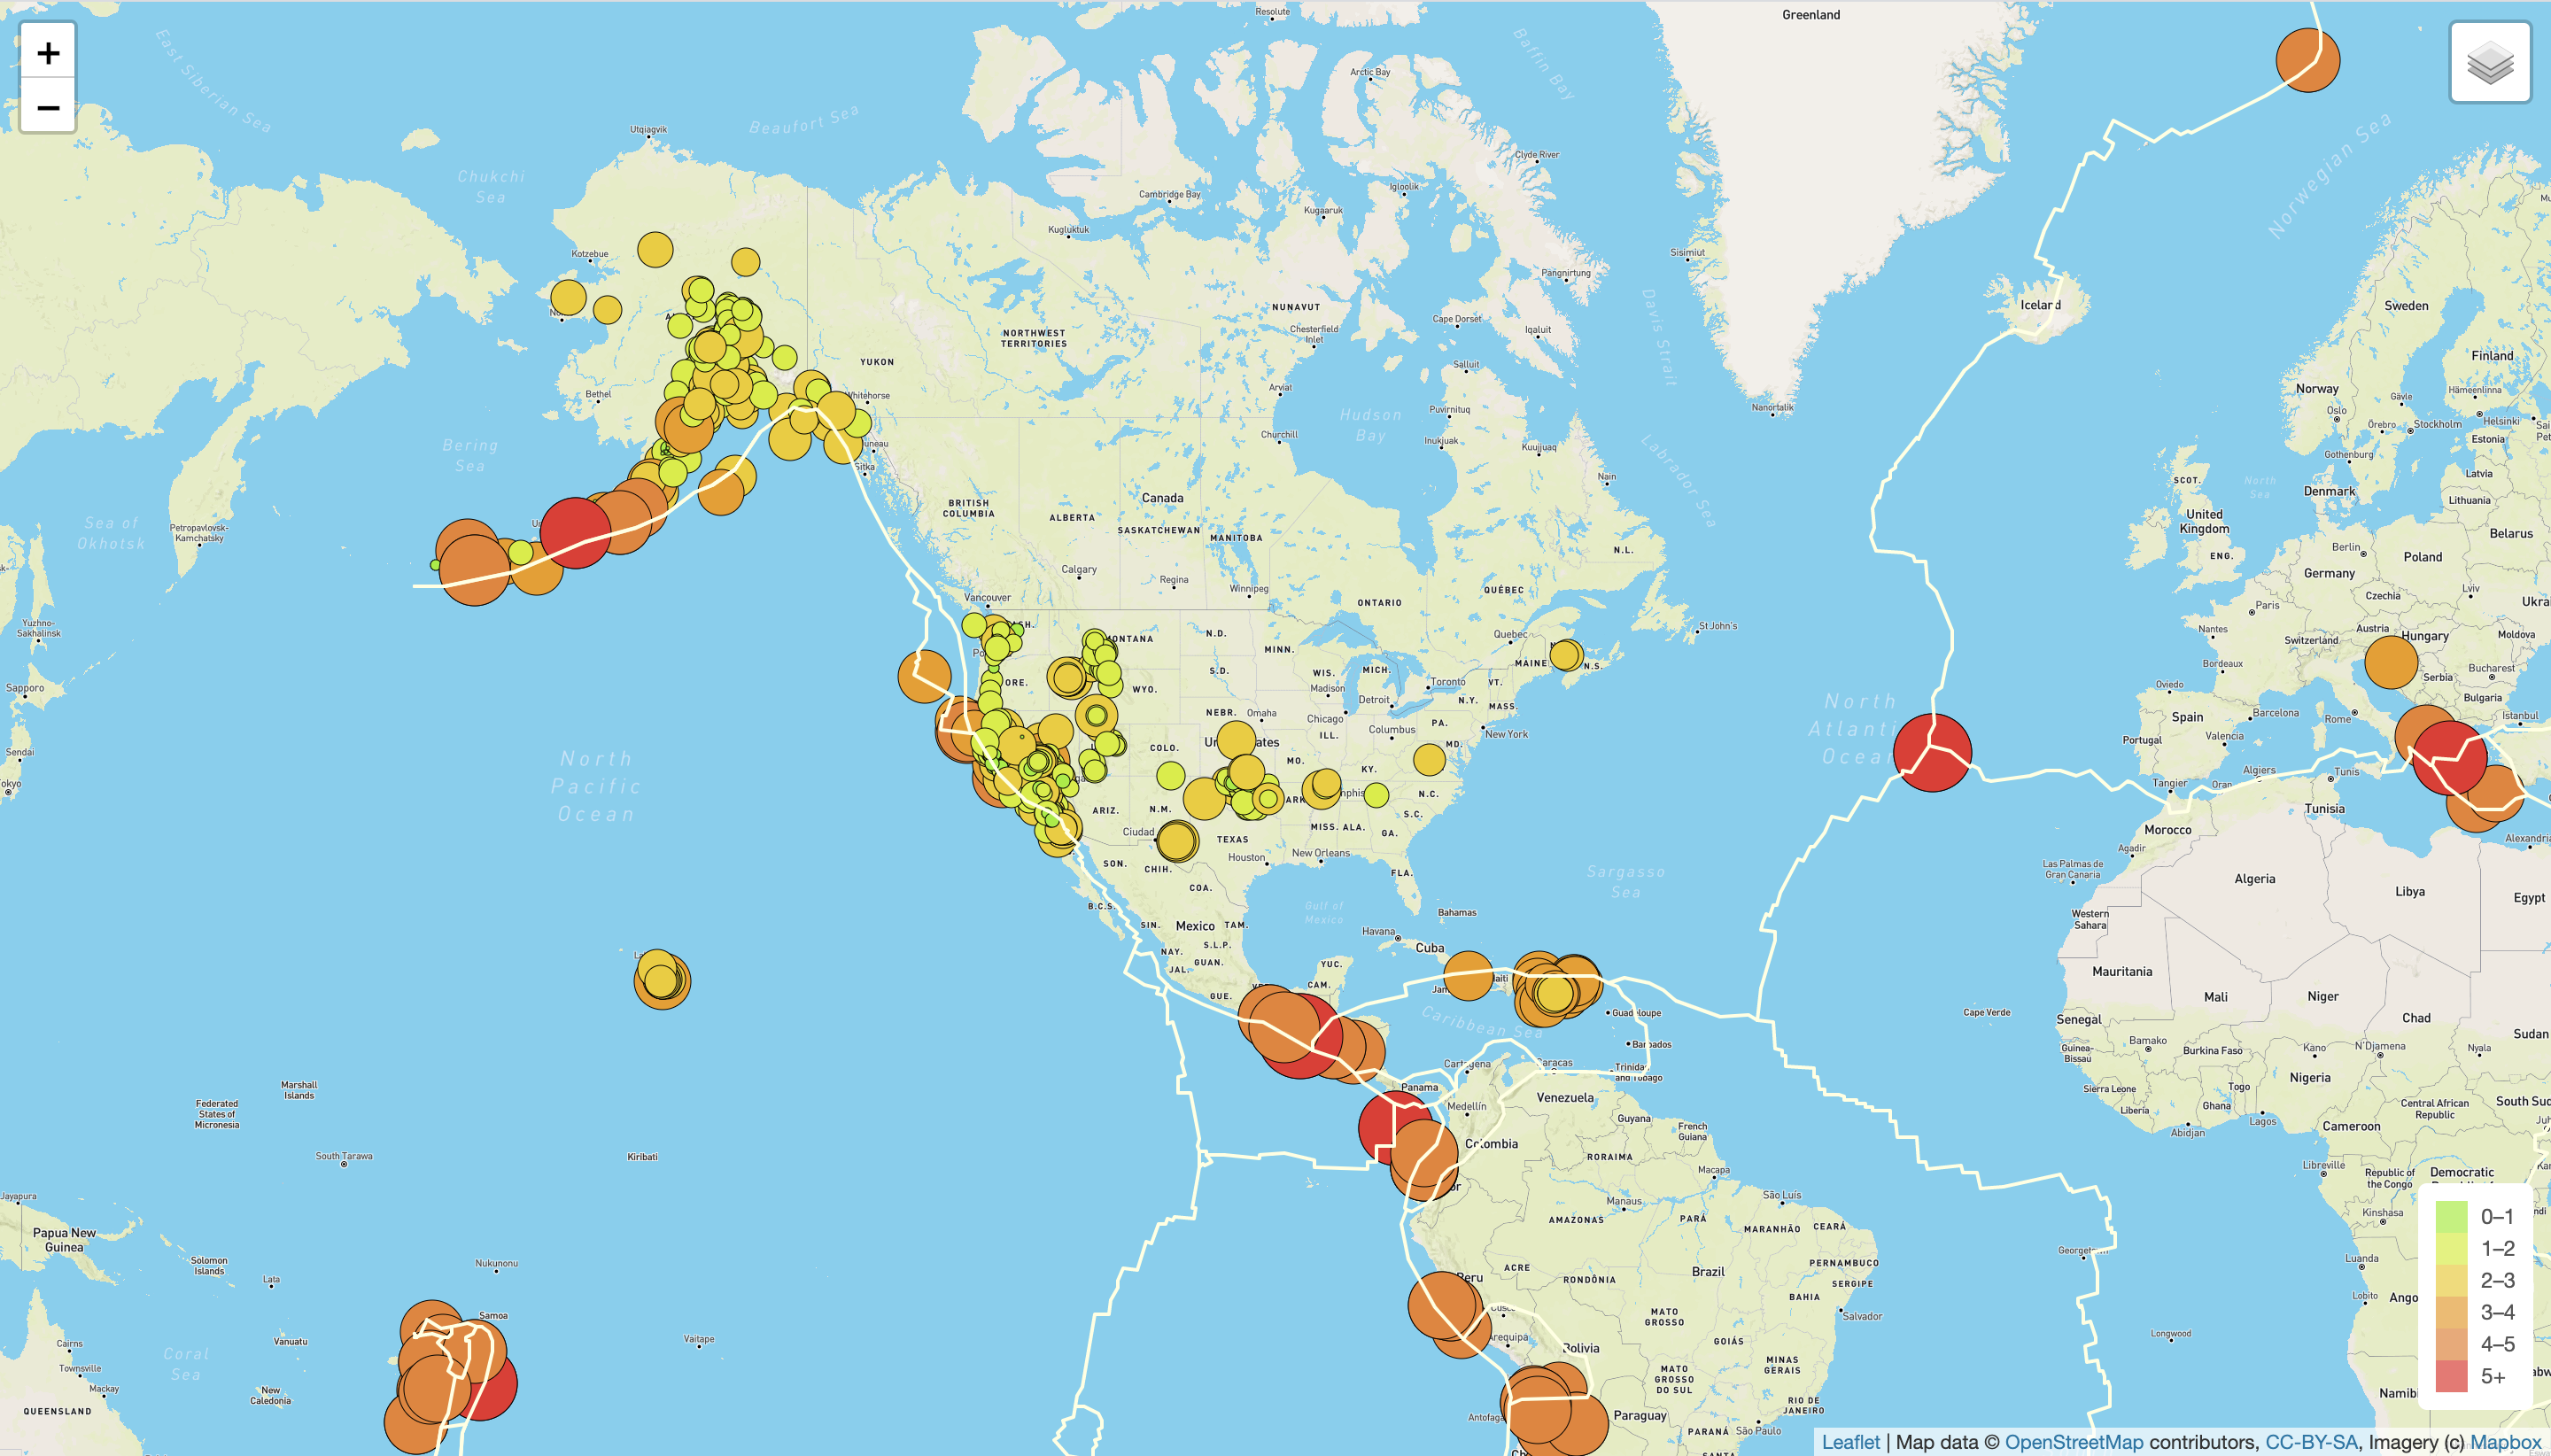 Resolute
Greenland
+
−
East Siberian Sea
Beaufort Sea
Baffin Bay
Arctic Bay
Utqiagvik
Clyde River
Norwegian Sea
Chukchi
Sea
Cambridge Bay
Igloolik
Kugaaruk
Kugluktuk
Kotzebue
Sisimiut
Pangnirtung
Iceland
Sweden
NUNAVUT
Chesterfield
Inlet
Cape Dorset
Iqaluit
Davis Strait
NORTHWEST
TERRITORIES
YUKON
Finland
Salluit
Norway
Hämeenlinna
Bethel
Whitehorse
Arviat
Gävle
Nanortalik
Puvirnituq
Oslo
Helsinki
Hudson
Bay
Örebro
Stockholm
Estonia
Bering
Sea
Churchill
Inukjuak
Kuujjuaq
Labrador Sea
Gothenburg
Sitka
Latvia
Nain
SCOT.
North
Sea
Denmark
Lithuania
Canada
BRITISH
COLUMBIA
ALBERTA
SASKATCHEWAN
MANITOBA
United
Kingdom
Sea of
Okhotsk
Petropavlovsk-
Kamchatsky
Belarus
N.L.
Berlin
Poland
ENG.
Germany
Calgary
Regina
Winnipeg
QUÉBEC
Czechia
Lviv
Vancouver
ONTARIO
Paris
Yuzhno-
Sakhalinsk
St John's
Nantes
Austria
Hungary
Moldova
Switzerland
MONTANA
N.D.
Quebec
MINN.
MAINE
N.S.
Bordeaux
Bucharest
S.D.
WIS.
MICH.
Serbia
Sapporo
ORE.
WYO.
Madison
Toronto
VT.
Oviedo
Bulgaria
Detroit
N.Y.
MASS.
North
Atlantic
Ocean
Spain
Barcelona
Rome
Istanbul
NEBR.
Omaha
Chicago
PA.
New York
Portugal
Valencia
Sendai
COLO.
ILL.
Columbus
MD.
North
Pacific
Ocean
MO.
KY.
Algiers
Tunis
Tangier
Oran
Tokyo
ARIZ.
N.M.
N.C.
Tunisia
S.C.
MISS.
ALA.
GA.
Morocco
Ciudad
TEXAS
Alexandria
Houston
New Orleans
Agadir
SON.
CHIH.
FLA.
Las Palmas de
Gran Canaria
Algeria
Libya
Egypt
COA.
Sargasso
Sea
B.C.S.
Gulf of
Mexico
Bahamas
Western
Sahara
SIN.
Mexico
TAM.
Havana
Cuba
S.L.P.
NAY.
GUAN.
JAL.
YUC.
Mauritania
CAM.
GUE.
Mali
Niger
Chad
Guadeloupe
Cape Verde
Senegal
Caribbean Sea
Sudan
Barbados
Guinea-
Bissau
Bamako
Burkina Faso
Kano
N'Djamena
Nyala
Cartagena
Caracas
Trinidad
and Tobago
Marshall
Islands
Panama
Nigeria
Sierra Leone
Togo
Venezuela
Federated
States of
Micronesia
Medellín
Liberia
Ghana
Central African
Republic
Guyana
Lagos
Abidjan
Cameroon
French
Guiana
Colombia
South Tarawa
Kiribati
RORAIMA
Macapa
Libreville
Republic of
the Congo
Democratic
Jayapura
São Luís
Manaus
Papua New
Guinea
AMAZONAS
PARÁ
MARANHÃO
CEARÁ
Kinshasa
Georgetown
Solomon
Islands
Nukunonu
Luanda
Lata
ACRE
RONDÔNIA
Brazil
PERNAMBUCO
SERGIPE
Peru
BAHIA
Lobito
Samoa
MATO
GROSSO
Salvador
Cairns
Vanuatu
Vaitape
Arequipa
GOIÁS
Longwood
Bolivia
Coral
Sea
Townsville
MINAS
GERAIS
Mackay
New
Caledonia
MATO
GROSSO
DO SUL
RIO DE
JANEIRO
QUEENSLAND
Paraguay
PARANÁ
São Paulo
0–1
1–2
2–3
3–4
4–5
5+
Leaflet | Map data © OpenStreetMap contributors, CC-BY-SA, Imagery (c) Mapbox